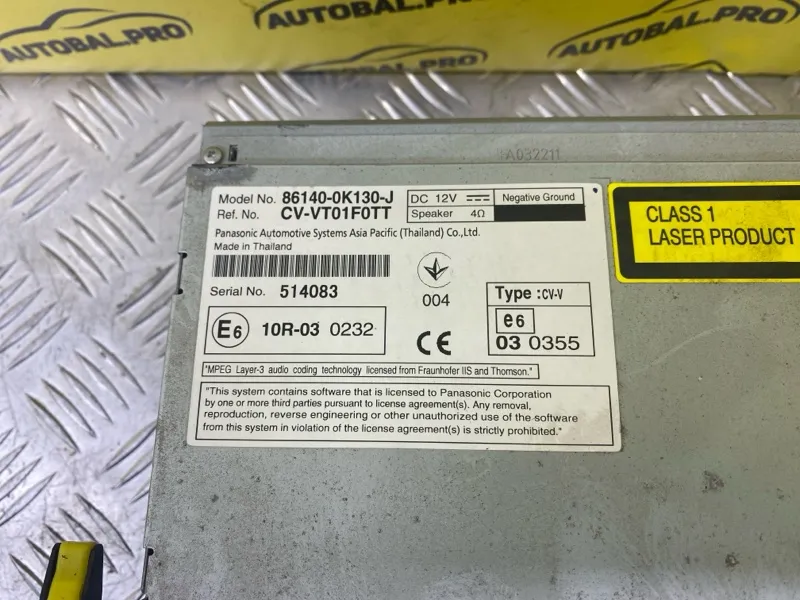 AUTOBAL.PRO
AUTOBAL.PRO
AUTOBAL.PRO
AUTOBAL.PRO
A032211
Model No. 86140-0K130-J
Ref. No. CV-VT01F0TT
DC 12V
Negative Ground
Speaker 4Ω
Panasonic Automotive Systems Asia Pacific (Thailand) Co.,Ltd.
Made in Thailand
Serial No. 514083
004
E6 10R-03 0232
CE
Type :CV-V
e6
03 0355
"MPEG Layer-3 audio coding technology licensed from Fraunhofer IIS and Thomson."
"This system contains software that is licensed to Panasonic Corporation
by one or more third parties pursuant to license agreement(s). Any removal,
reproduction, reverse engineering or other unauthorized use of the software
from this system in violation of the license agreement(s) is strictly prohibited."
CLASS 1
LASER PRODUCT